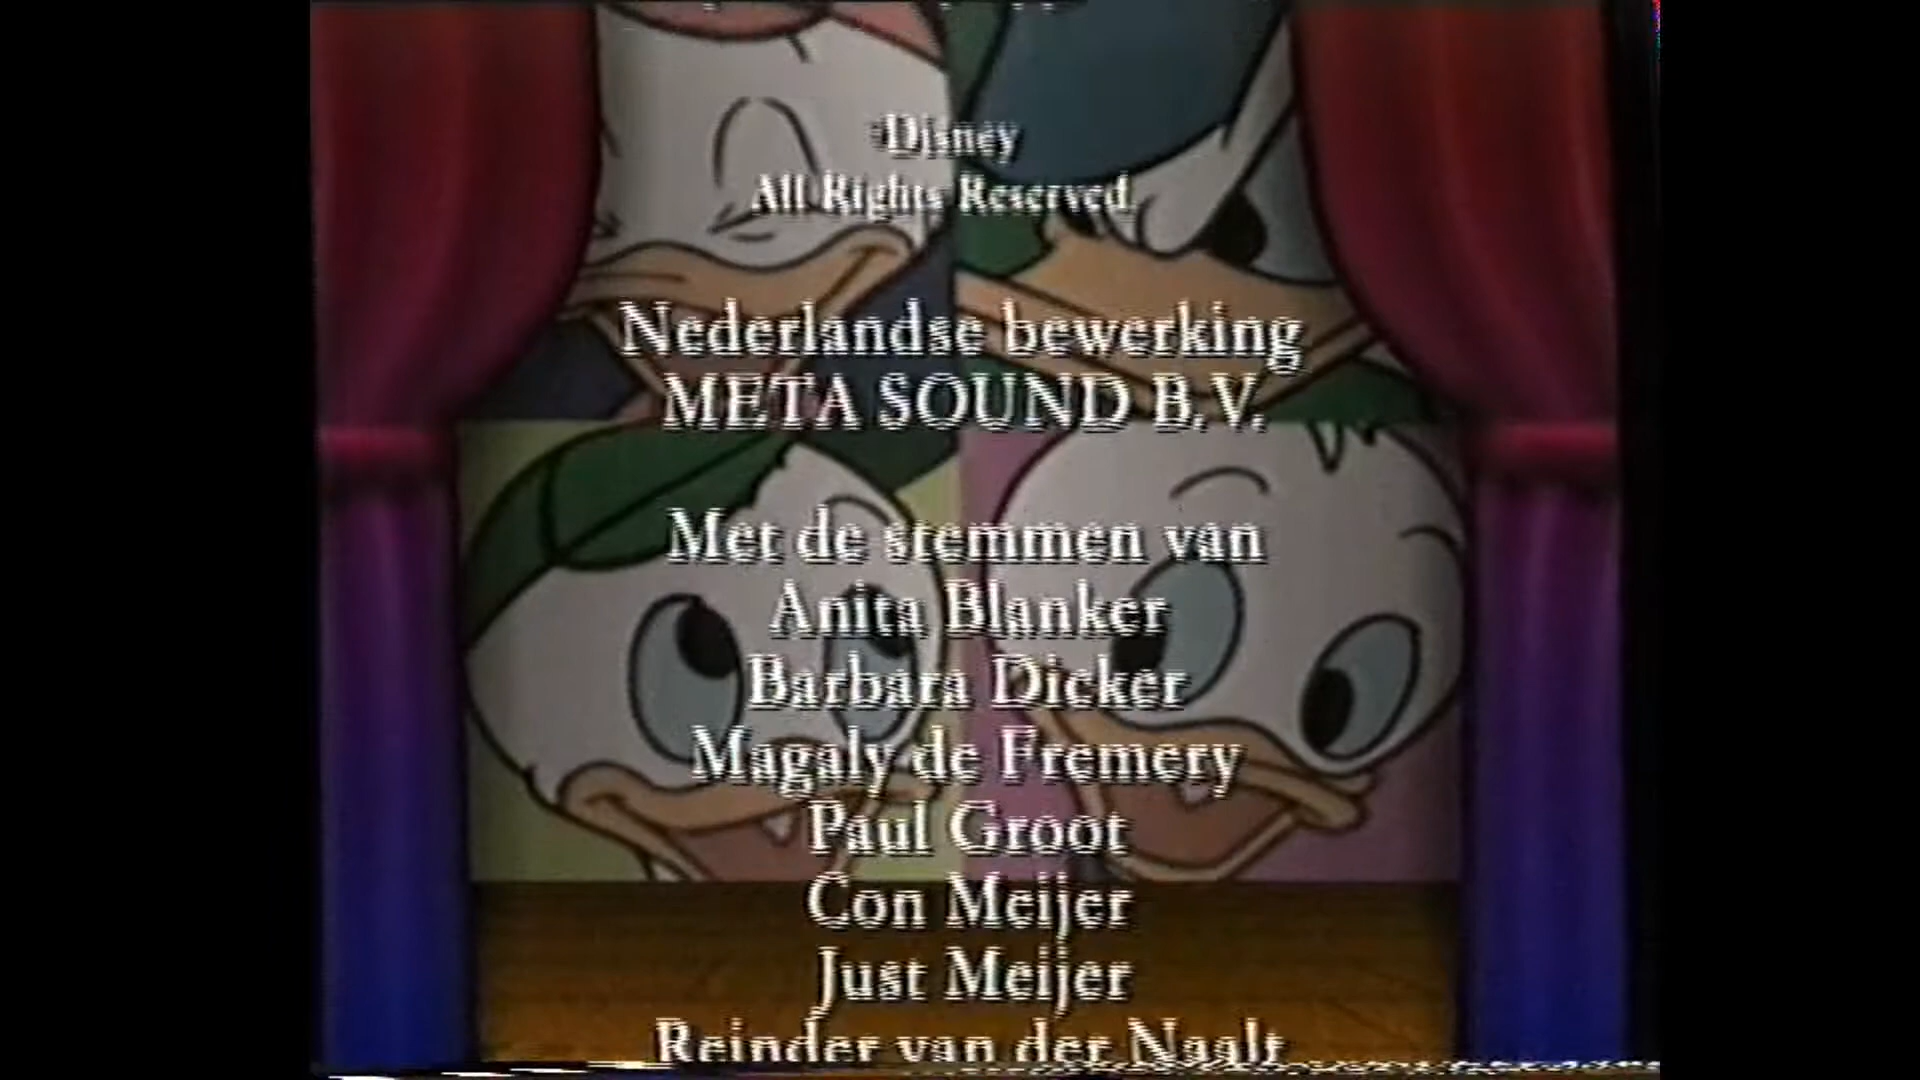 Disney
All Rights Reserved
Nederlandse bewerking
META SOUND B.V.
Met de stemmen van
Anita Blanker
Barbara Dicker
Magaly de Fremery
Paul Groot
Con Meijer
Just Meijer
Reinder van der Naalt